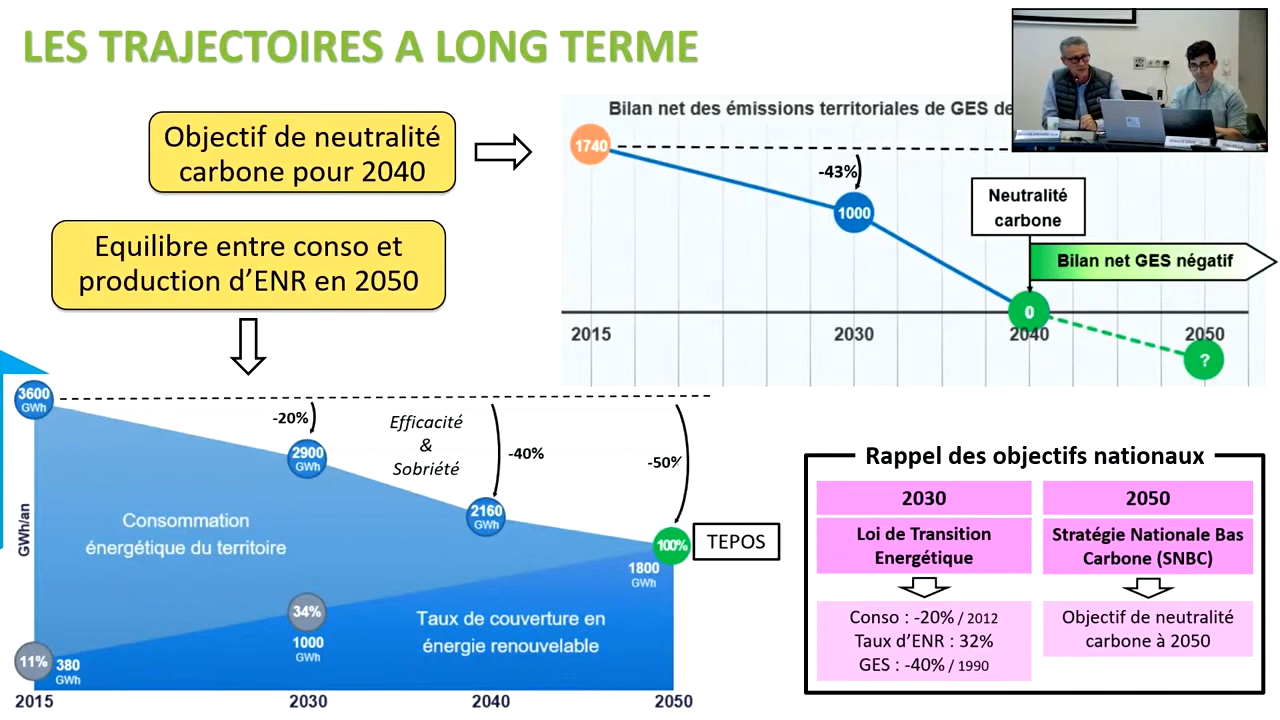 LES TRAJECTOIRES A LONG TERME
Objectif de neutralité
carbone pour 2040
Equilibre entre conso et
production d'ENR en 2050
Bilan net des émissions territoriales de GES de
1740
-43%
1000
Neutralité
carbone
Bilan net GES négatif
0
?
2015
2030
2040
2050
3600
GWh
-20%
Efficacité
&
Sobriété
-40%
-50%
2900
GWh
2160
GWh
100%
TEPOS
1800
GWh
GWh/an
Consommation
énergétique du territoire
34%
1000
GWh
Taux de couverture en
énergie renouvelable
11%
380
GWh
2015
2030
2040
2050
Rappel des objectifs nationaux
2030
Loi de Transition
Energétique
Conso : -20% / 2012
Taux d'ENR : 32%
GES : -40% / 1990
2050
Stratégie Nationale Bas
Carbone (SNBC)
Objectif de neutralité
carbone à 2050